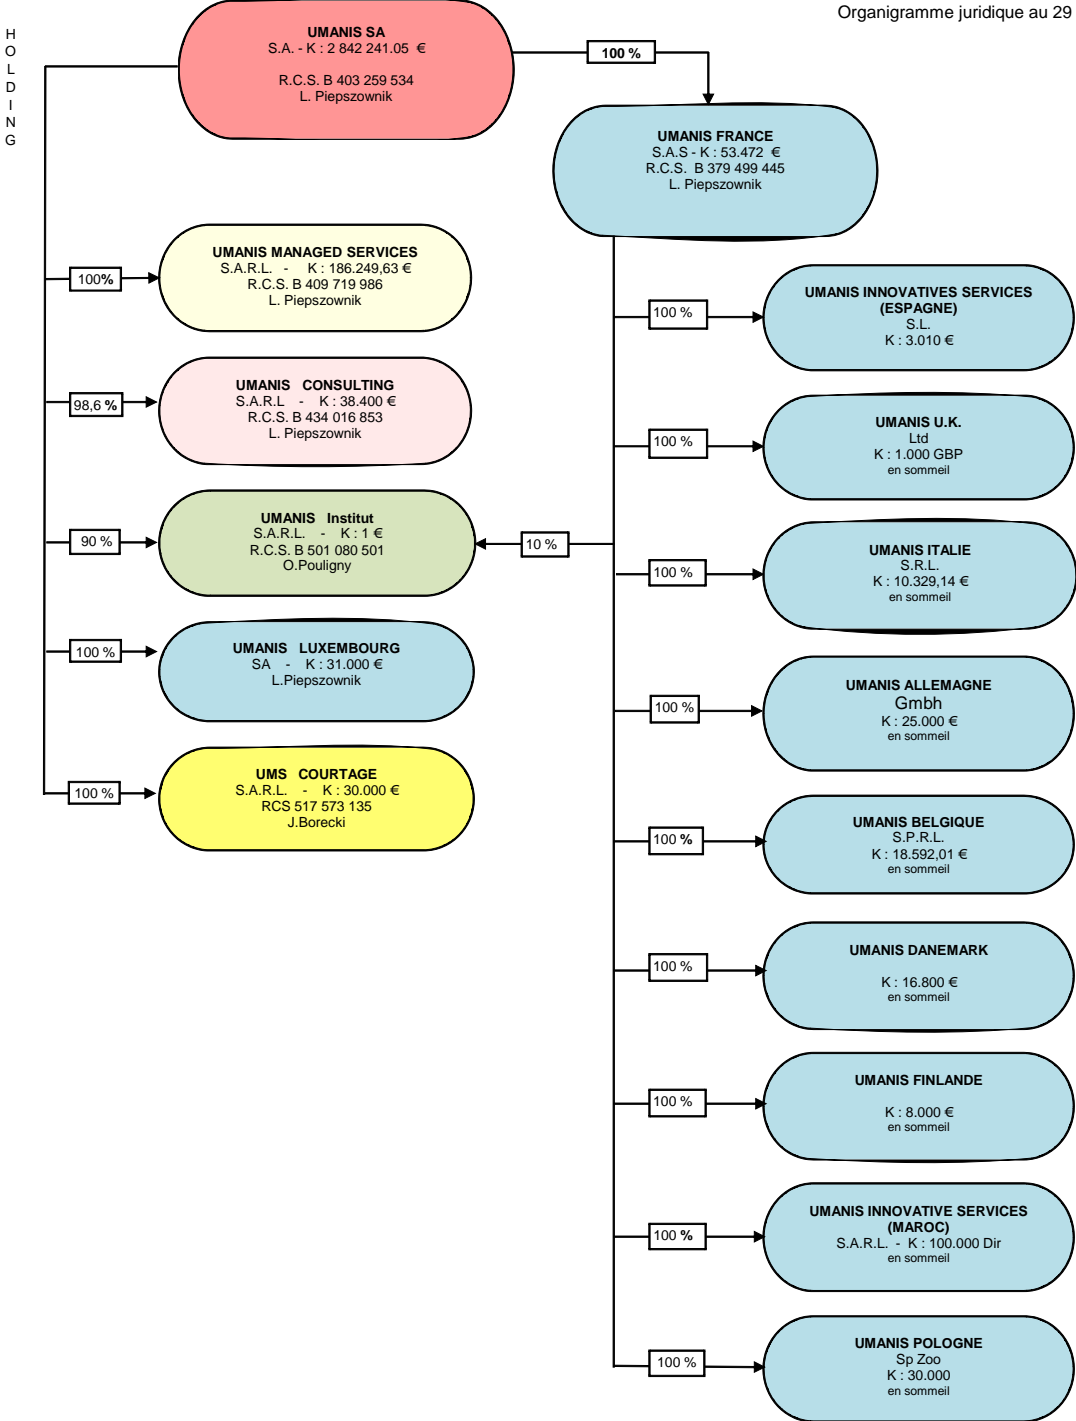 Organigramme juridique au 29
H
O
L
D
I
N
G
UMANIS SA
S.A. - K : 2 842 241.05 €
R.C.S. B 403 259 534
L. Piepszownik
100 %
UMANIS FRANCE
S.A.S - K : 53.472 €
R.C.S. B 379 499 445
L. Piepszownik
100%
UMANIS MANAGED SERVICES
S.A.R.L. - K : 186.249,63 €
R.C.S. B 409 719 986
L. Piepszownik
98,6 %
UMANIS CONSULTING
S.A.R.L - K : 38.400 €
R.C.S. B 434 016 853
L. Piepszownik
90 %
UMANIS Institut
S.A.R.L. - K : 1 €
R.C.S. B 501 080 501
O.Pouligny
10 %
100 %
UMANIS LUXEMBOURG
SA - K : 31.000 €
L.Piepszownik
100 %
UMS COURTAGE
S.A.R.L. - K : 30.000 €
RCS 517 573 135
J.Borecki
100 %
UMANIS INNOVATIVES SERVICES
(ESPAGNE)
S.L.
K : 3.010 €
100 %
UMANIS U.K.
Ltd
K : 1.000 GBP
en sommeil
100 %
UMANIS ITALIE
S.R.L.
K : 10.329,14 €
en sommeil
100 %
UMANIS ALLEMAGNE
Gmbh
K : 25.000 €
en sommeil
100 %
UMANIS BELGIQUE
S.P.R.L.
K : 18.592,01 €
en sommeil
100 %
UMANIS DANEMARK
K : 16.800 €
en sommeil
100 %
UMANIS FINLANDE
K : 8.000 €
en sommeil
100 %
UMANIS INNOVATIVE SERVICES
(MAROC)
S.A.R.L. - K : 100.000 Dir
en sommeil
100 %
UMANIS POLOGNE
Sp Zoo
K : 30.000
en sommeil